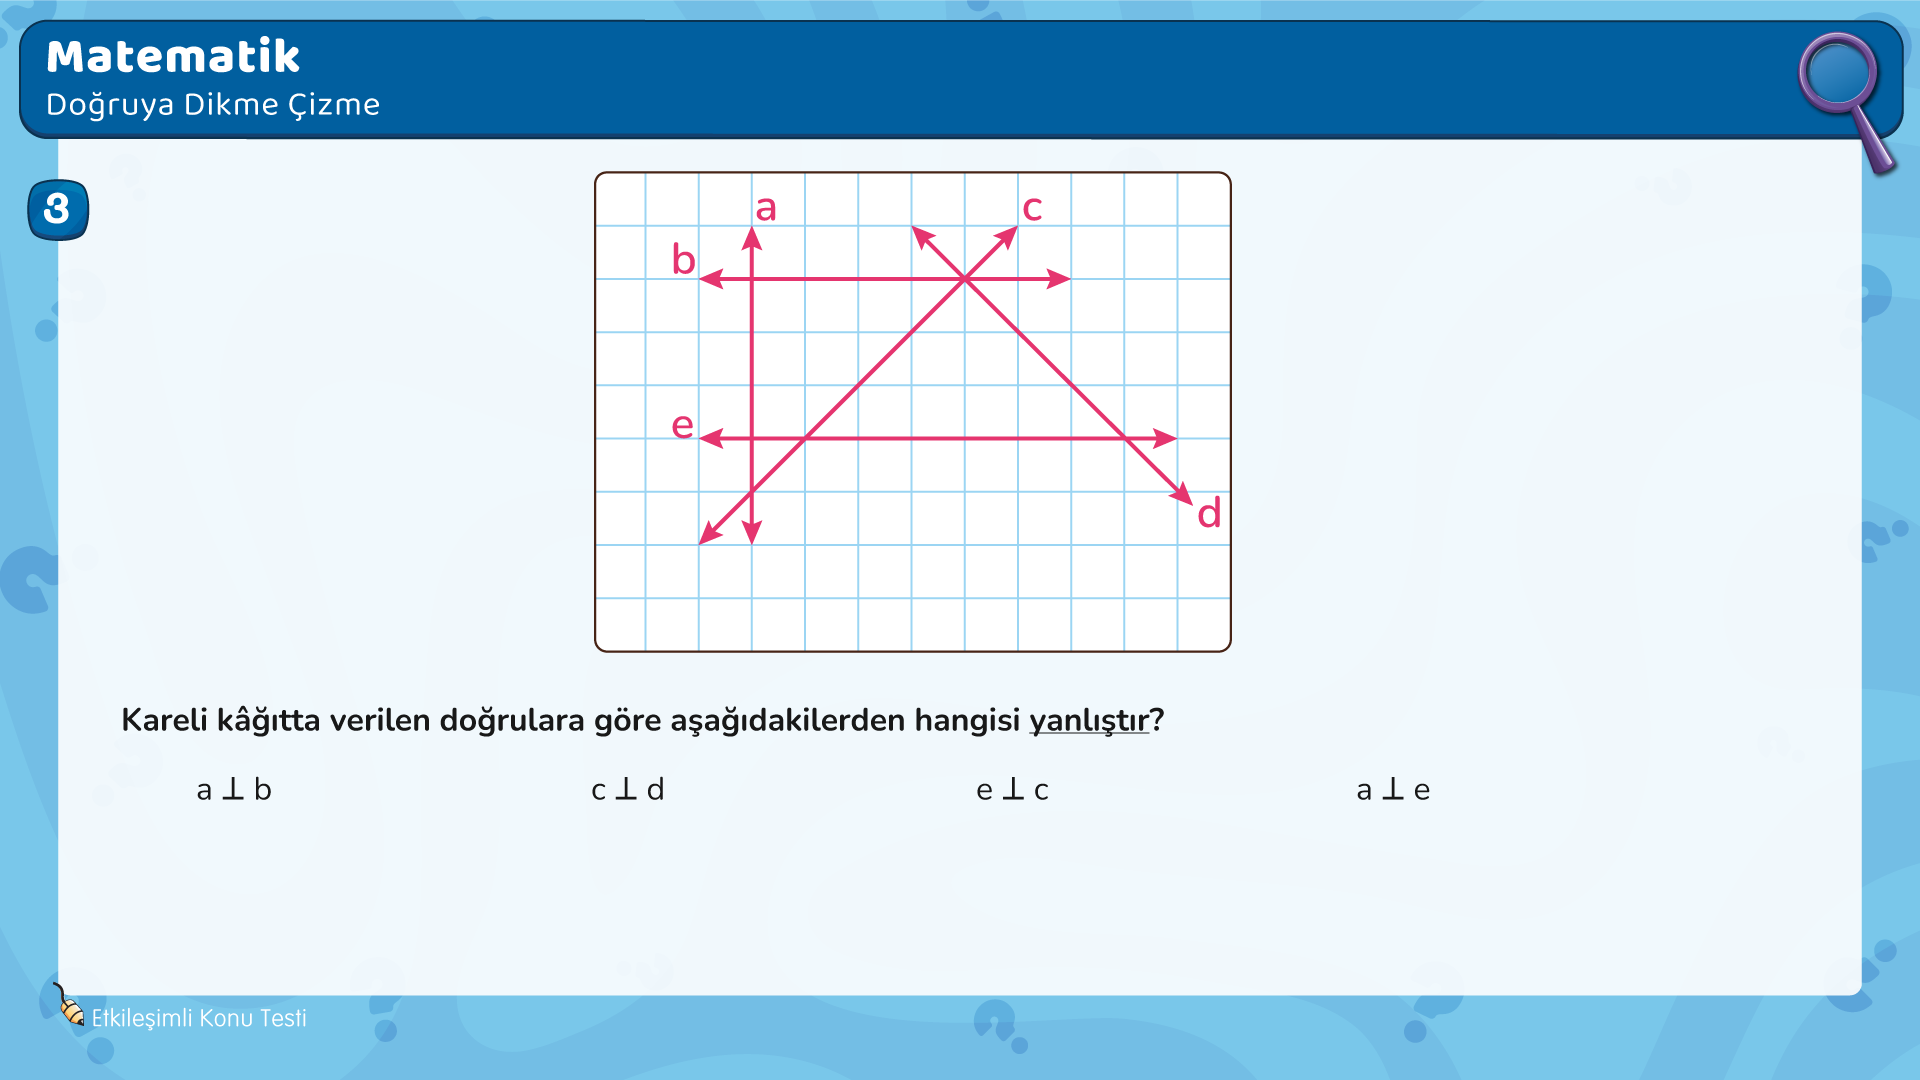 Matematik
Doğruya Dikme Çizme
3
a
c
b
e
d
Kareli kâğıtta verilen doğrulara göre aşağıdakilerden hangisi yanlıştır?
a ⊥ b
c ⊥ d
e ⊥ c
a ⊥ e
Etkileşimli Konu Testi